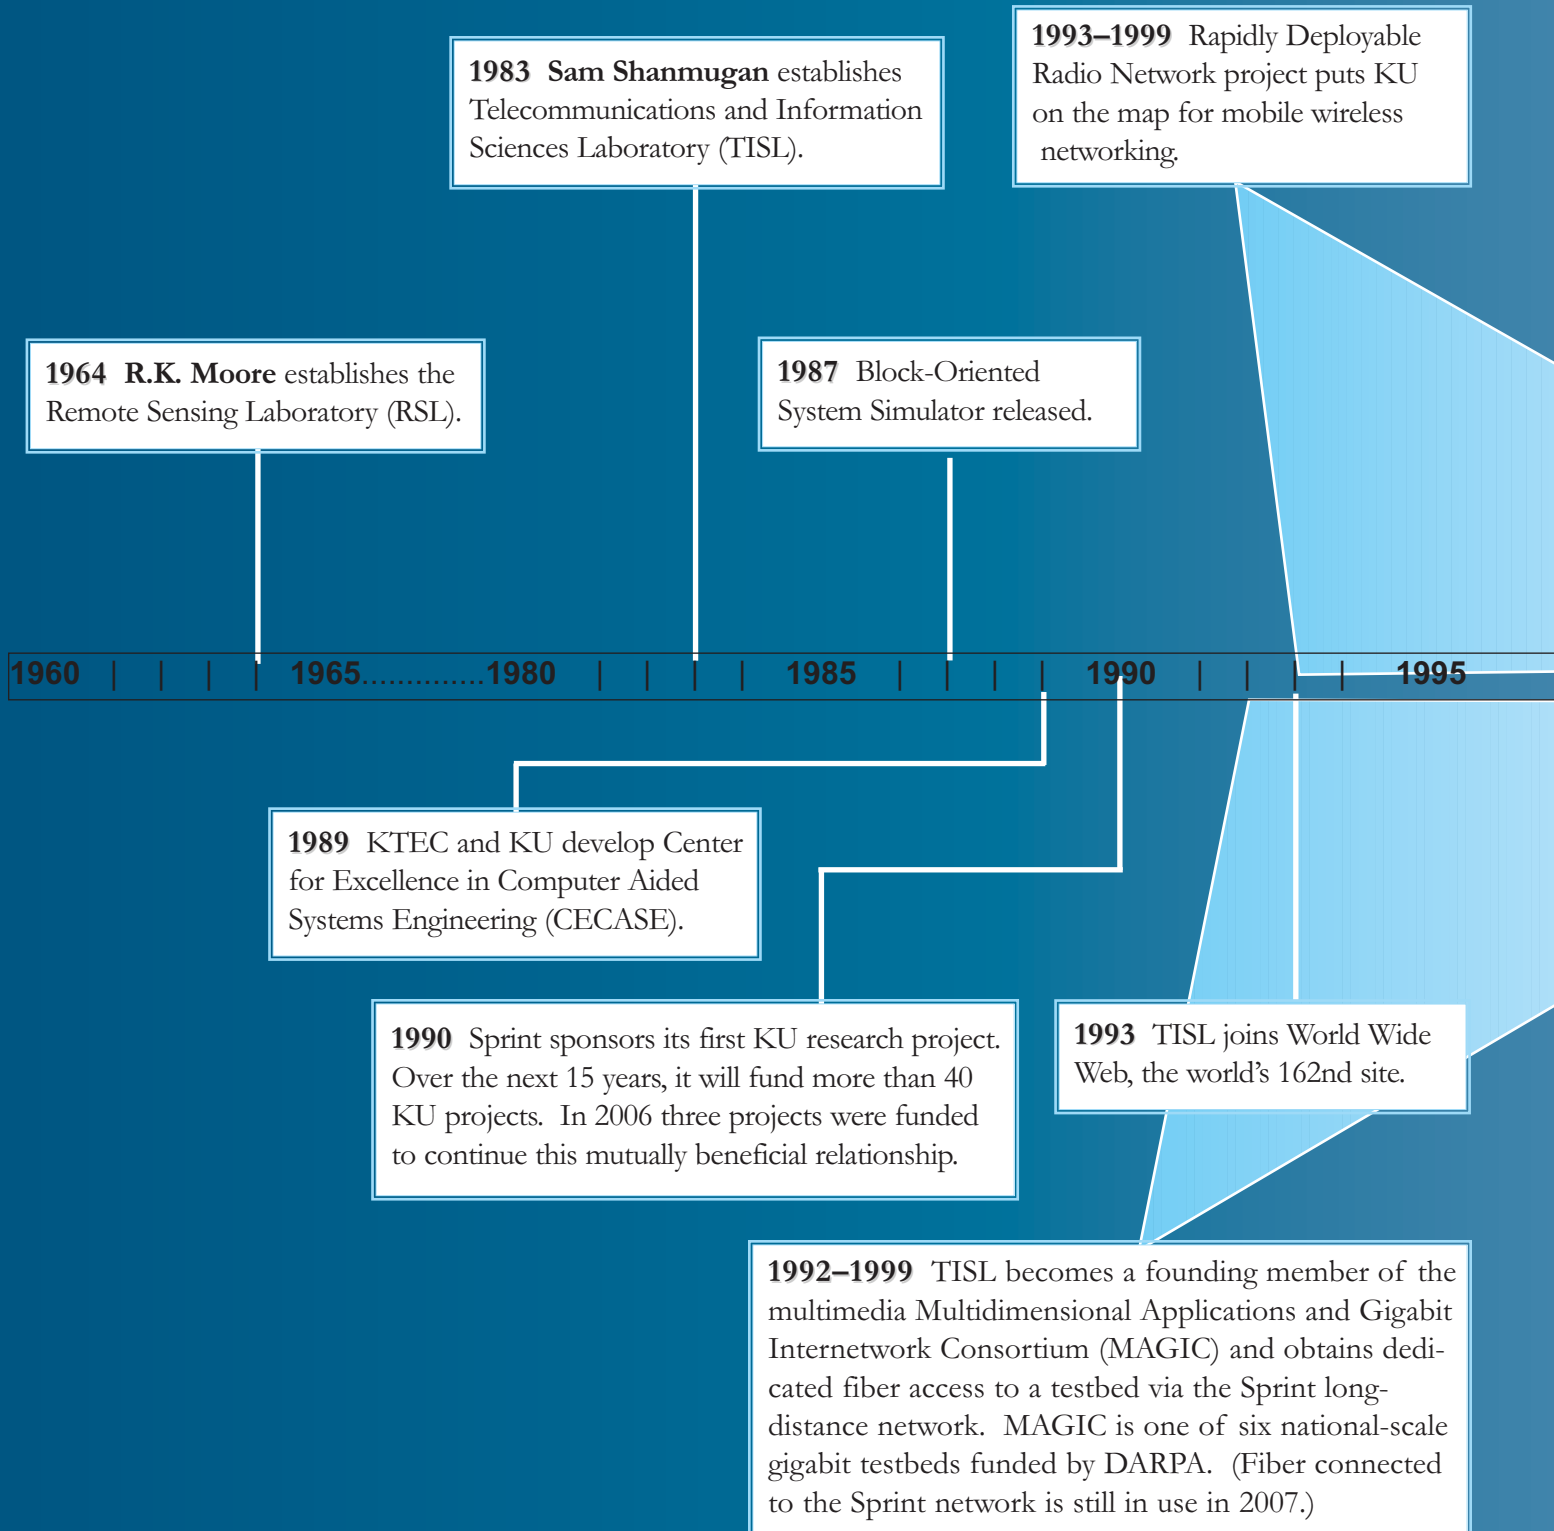 1993–1999 Rapidly Deployable
Radio Network project puts KU
on the map for mobile wireless
networking.
1983 Sam Shanmugan establishes
Telecommunications and Information
Sciences Laboratory (TISL).
1964 R.K. Moore establishes the
Remote Sensing Laboratory (RSL).
1987 Block-Oriented
System Simulator released.
1960 | | | | 1965..............1980 | | | | 1985 | | | | 1990 | | | | 1995
1989 KTEC and KU develop Center
for Excellence in Computer Aided
Systems Engineering (CECASE).
1990 Sprint sponsors its first KU research project.
Over the next 15 years, it will fund more than 40
KU projects. In 2006 three projects were funded
to continue this mutually beneficial relationship.
1993 TISL joins World Wide
Web, the world's 162nd site.
1992–1999 TISL becomes a founding member of the
multimedia Multidimensional Applications and Gigabit
Internetwork Consortium (MAGIC) and obtains dedi-
cated fiber access to a testbed via the Sprint long-
distance network. MAGIC is one of six national-scale
gigabit testbeds funded by DARPA. (Fiber connected
to the Sprint network is still in use in 2007.)